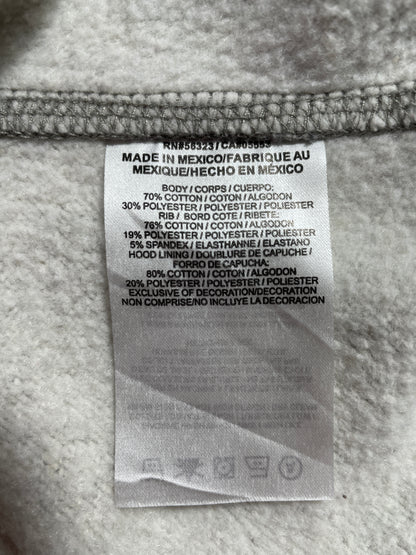 RN#56323 / CA#05553
MADE IN MEXICO/FABRIQUE AU
MEXIQUE/HECHO EN MÉXICO
BODY / CORPS / CUERPO:
70% COTTON / COTON / ALGODON
30% POLYESTER / POLYESTER / POLIESTER
RIB / BORD COTE / RIBETE:
76% COTTON / COTON / ALGODON
19% POLYESTER / POLYESTER / POLIESTER
5% SPANDEX / ELASTHANNE / ELASTANO
HOOD LINING / DOUBLURE DE CAPUCHE /
FORRO DE CAPUCHA:
80% COTTON / COTON / ALGODON
20% POLYESTER / POLYESTER / POLIESTER
EXCLUSIVE OF DECORATION/DECORATION
NON COMPRISE/NO INCLUYE LA DECORACION